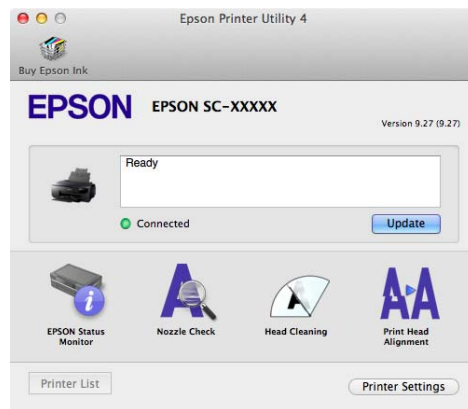 Epson Printer Utility 4
Buy Epson Ink
EPSON
EPSON SC-XXXXX
Version 9.27 (9.27)
Ready
Connected
Update
EPSON Status
Monitor
Nozzle Check
Head Cleaning
Print Head
Alignment
Printer List
Printer Settings